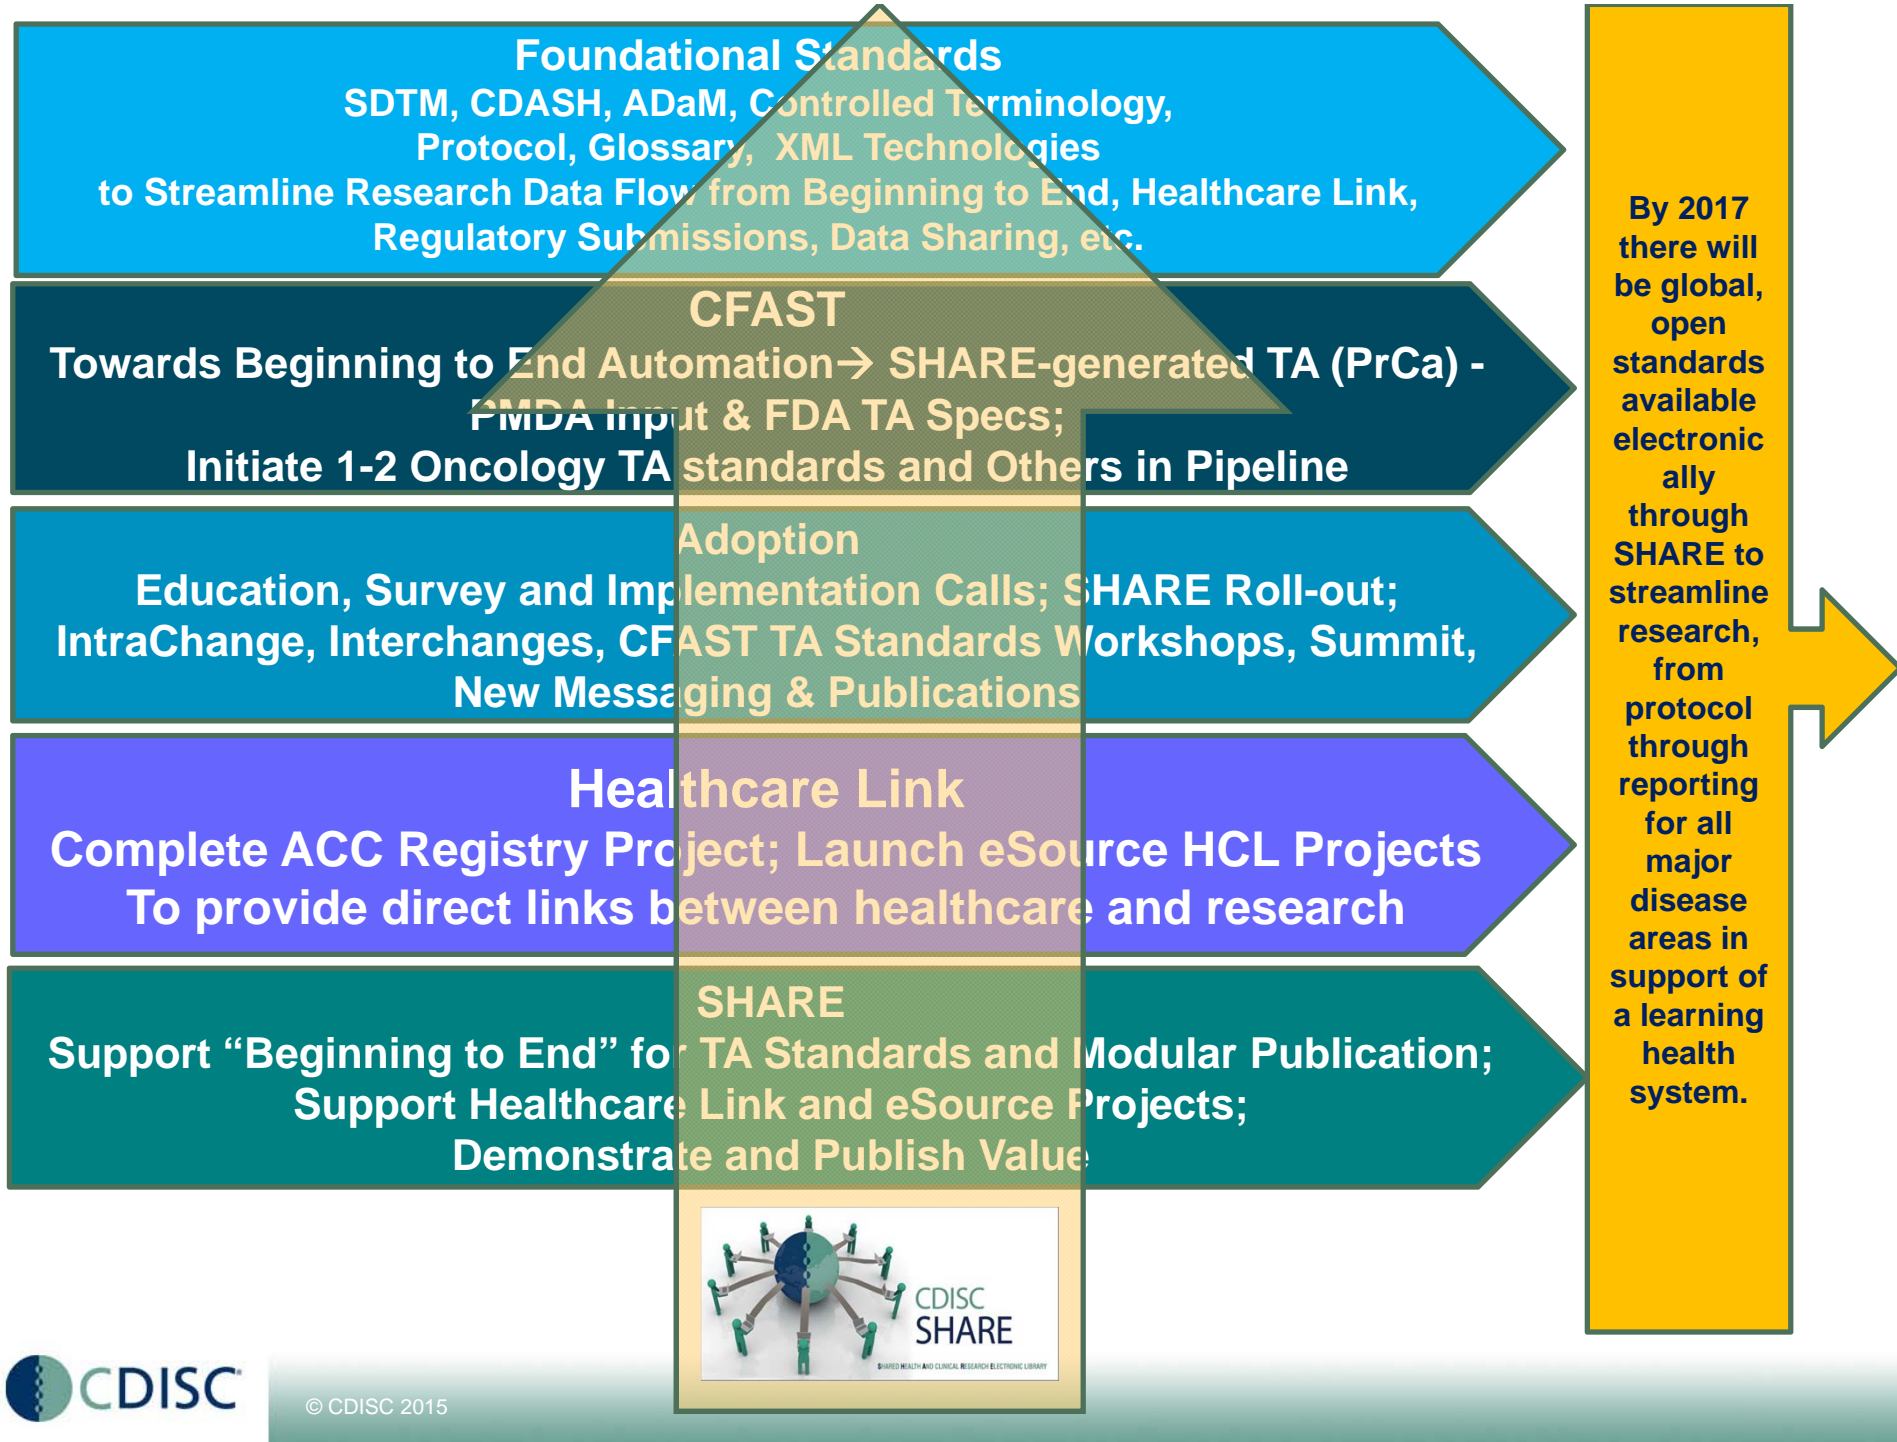 Foundational Standards
SDTM, CDASH, ADaM, Controlled Terminology,
Protocol, Glossary, XML Technologies
to Streamline Research Data Flow from Beginning to End, Healthcare Link,
Regulatory Submissions, Data Sharing, etc.
CFAST
Towards Beginning to End Automation→ SHARE-generated TA (PrCa) -
PMDA Input & FDA TA Specs;
Initiate 1-2 Oncology TA standards and Others in Pipeline
Adoption
Education, Survey and Implementation Calls; SHARE Roll-out;
IntraChange, Interchanges, CFAST TA Standards Workshops, Summit,
New Messaging & Publications
Healthcare Link
Complete ACC Registry Project; Launch eSource HCL Projects
To provide direct links between healthcare and research
SHARE
Support “Beginning to End” for TA Standards and Modular Publication;
Support Healthcare Link and eSource Projects;
Demonstrate and Publish Value
By 2017
there will
be global,
open
standards
available
electronic
ally
through
SHARE to
streamline
research,
from
protocol
through
reporting
for all
major
disease
areas in
support of
a learning
health
system.
CDISC
SHARE
SHARED HEALTH AND CLINICAL RESEARCH ELECTRONIC LIBRARY
CDISC
© CDISC 2015